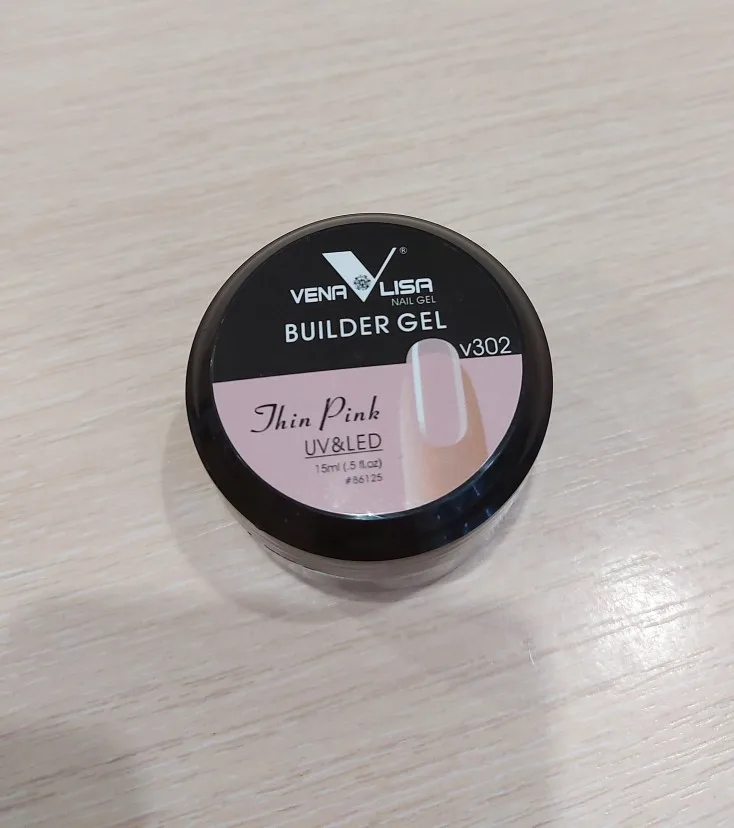 VENA LISA®
NAIL GEL
BUILDER GEL
v302
Thin Pink
UV&LED
15ml (.5 fl.oz)
#86125